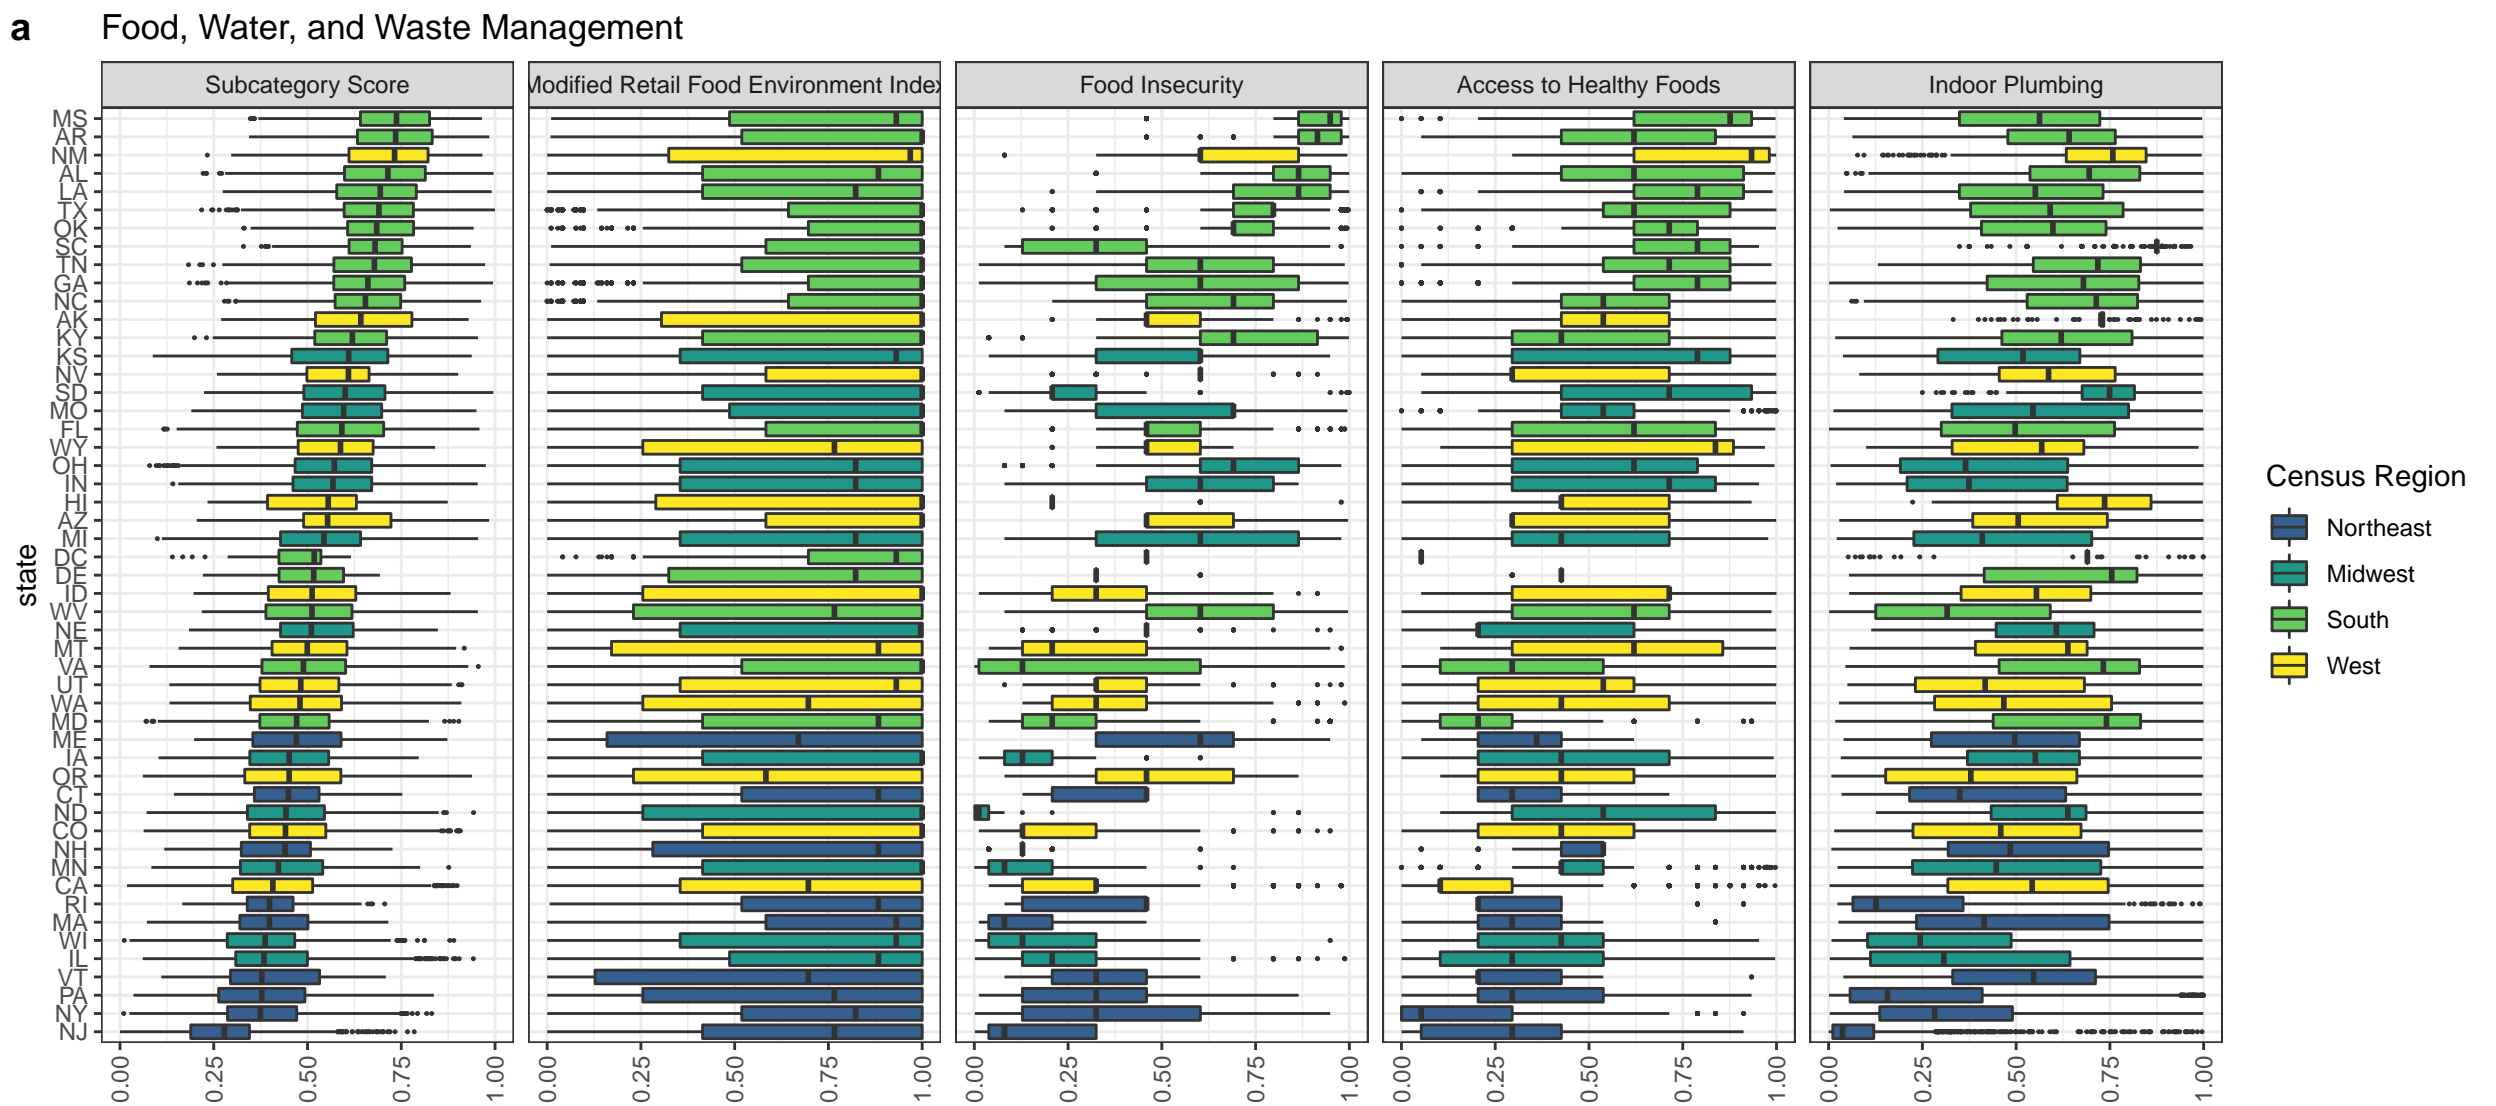 a Food, Water, and Waste Management
Subcategory Score
Modified Retail Food Environment Index
Food Insecurity
Access to Healthy Foods
Indoor Plumbing
state
MS
AR
NM
AL
LA
TX
OK
SC
TN
GA
NC
AK
KY
KS
NV
SD
MO
FL
WY
OH
IN
HI
AZ
MI
DC
DE
ID
WV
NE
MT
VA
UT
WA
MD
ME
IA
OR
CT
ND
CO
NH
MN
CA
RI
MA
WI
IL
VT
PA
NY
NJ
0.00 0.25 0.50 0.75 1.00
0.00 0.25 0.50 0.75 1.00
0.00 0.25 0.50 0.75 1.00
0.00 0.25 0.50 0.75 1.00
0.00 0.25 0.50 0.75 1.00
Census Region
Northeast
Midwest
South
West